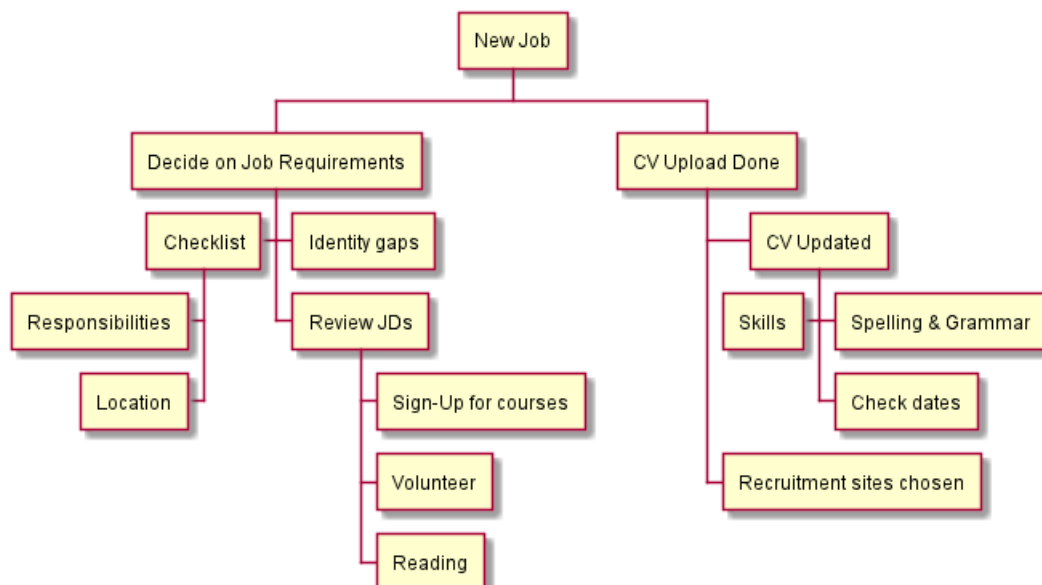 New Job
Decide on Job Requirements
CV Upload Done
Checklist
Identity gaps
CV Updated
Responsibilities
Review JDs
Skills
Spelling & Grammar
Location
Sign-Up for courses
Check dates
Volunteer
Recruitment sites chosen
Reading